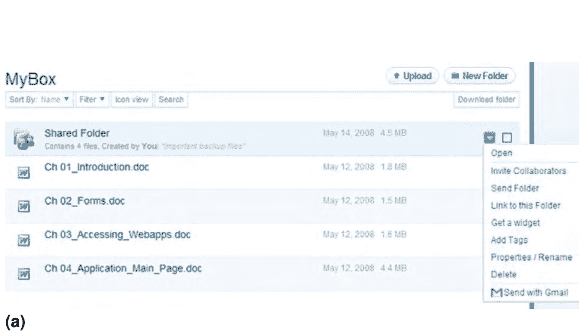 MyBox
Upload New Folder
Sort By: Name Filter Icon view Search Download folder
Shared Folder May 14, 2008 4.5 MB
Contains 4 files, Created by You "Important backup files"
Open
Ch 01_Introduction.doc May 12, 2008 1.8 MB
Invite Collaborators
Send Folder
Ch 02_Forms.doc May 12, 2008 1.5 MB
Link to this Folder
Get a widget
Ch 03_Accessing_Webapps.doc May 12, 2008 1.6 MB
Add Tags
Properties / Rename
Ch 04_Application_Main_Page.doc May 12, 2008 4.4 MB
Delete
Send with Gmail
(a)